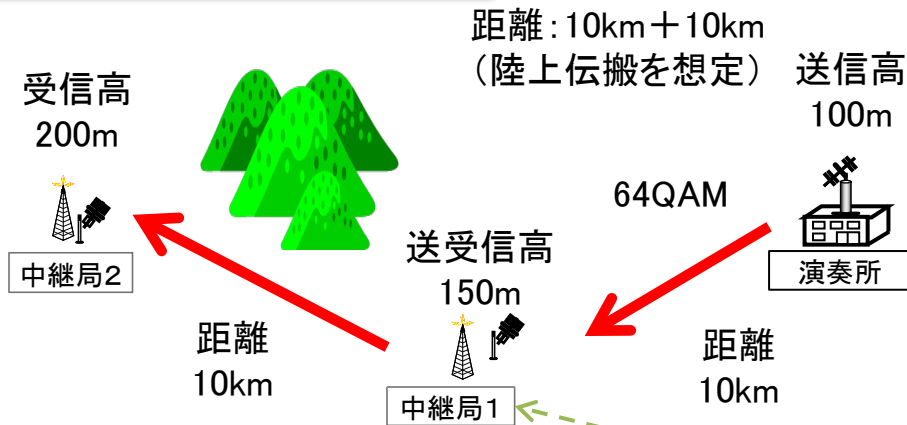 距離:10km+10km
(陸上伝搬を想定)
送信高
100m
受信高
200m
64QAM
中継局2
送受信高
150m
演奏所
距離
10km
距離
10km
中継局1